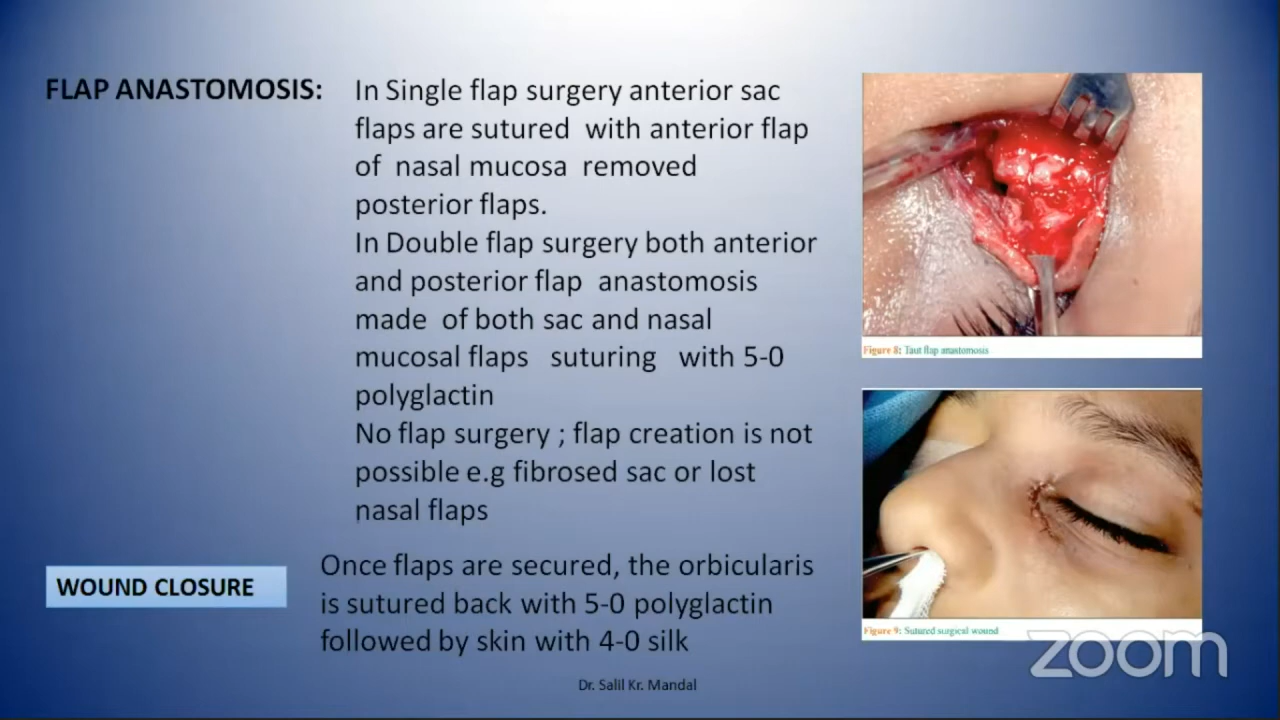 FLAP ANASTOMOSIS:
In Single flap surgery anterior sac
flaps are sutured with anterior flap
of nasal mucosa removed
posterior flaps.
In Double flap surgery both anterior
and posterior flap anastomosis
made of both sac and nasal
mucosal flaps suturing with 5-0
polyglactin
No flap surgery ; flap creation is not
possible e.g fibrosed sac or lost
nasal flaps
WOUND CLOSURE
Once flaps are secured, the orbicularis
is sutured back with 5-0 polyglactin
followed by skin with 4-0 silk
Figure 8: Taut flap anastomosis
Figure 9: Sutured surgical wound
zoom
Dr. Salil Kr. Mandal